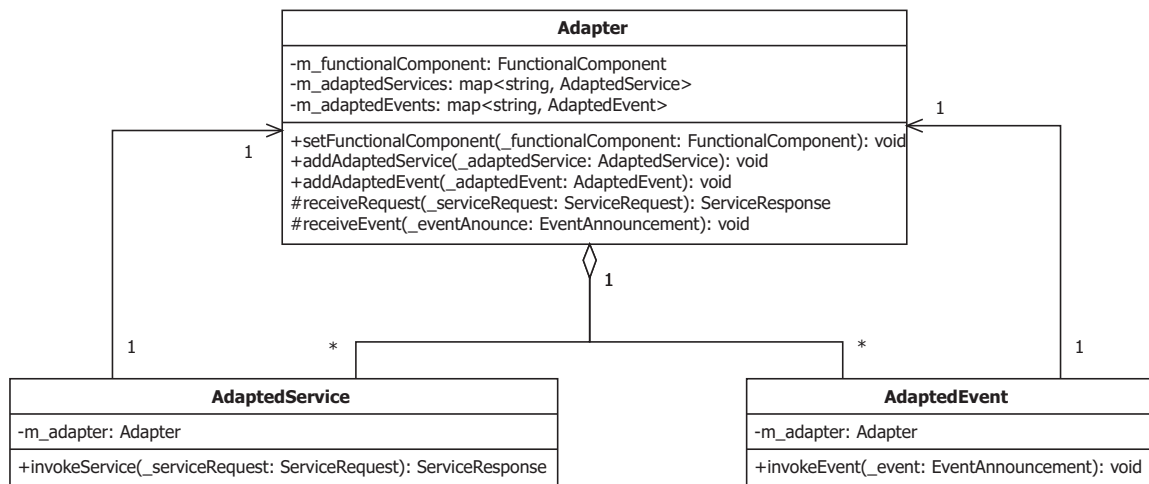 Adapter
-m_functionalComponent: FunctionalComponent
-m_adaptedServices: map<string, AdaptedService>
-m_adaptedEvents: map<string, AdaptedEvent>
+setFunctionalComponent(_functionalComponent: FunctionalComponent): void
+addAdaptedService(_adaptedService: AdaptedService): void
+addAdaptedEvent(_adaptedEvent: AdaptedEvent): void
#receiveRequest(_serviceRequest: ServiceRequest): ServiceResponse
#receiveEvent(_eventAnounce: EventAnnouncement): void
1
1
1
1
*
*
1
AdaptedService
-m_adapter: Adapter
+invokeService(_serviceRequest: ServiceRequest): ServiceResponse
AdaptedEvent
-m_adapter: Adapter
+invokeEvent(_event: EventAnnouncement): void